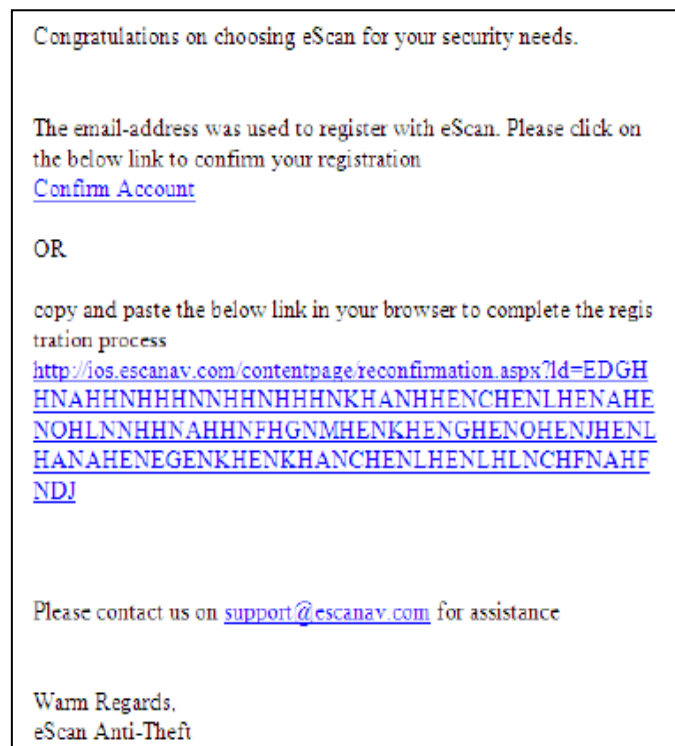 Congratulations on choosing eScan for your security needs.
The email-address was used to register with eScan. Please click on
the below link to confirm your registration
Confirm Account
OR
copy and paste the below link in your browser to complete the regis
tration process
http://ios.escanav.com/contentpage/reconfirmation.aspx?Id=EDGH
HNAHHNHHHNNHHNHHHNKHANHHENCHENLHENAHE
NOHLNNHHNAHHNFHGNMHENKHENGHENOHENJHENL
HANAHENEGENKHENKHANCHENLHENLHLNCHFNAHF
NDJ
Please contact us on support@escanav.com for assistance
Warm Regards,
eScan Anti-Theft